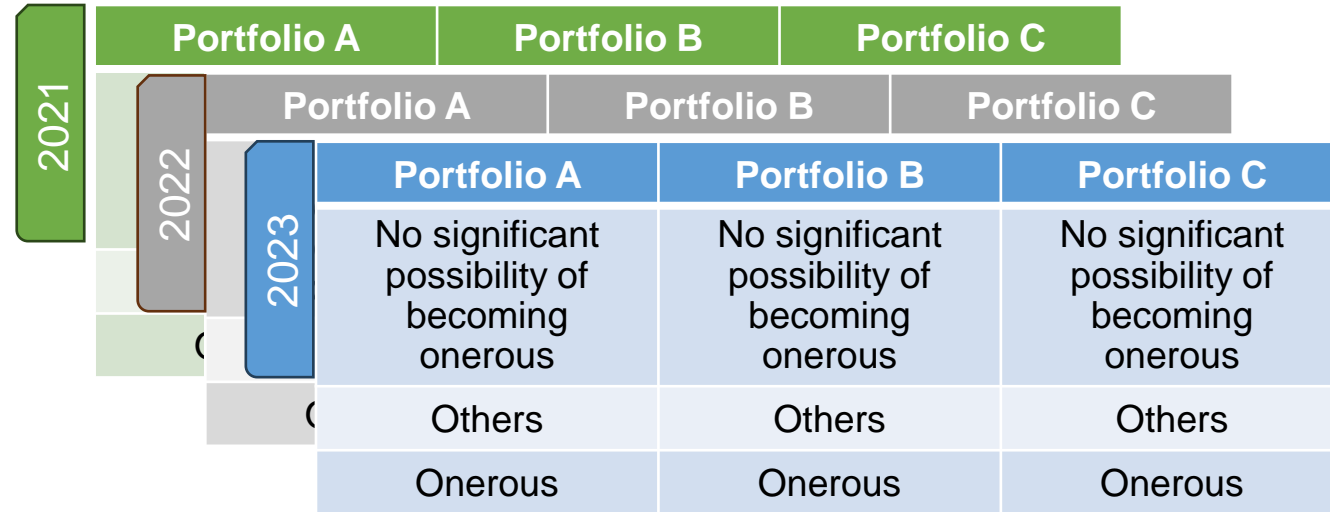 2021
Portfolio A Portfolio B Portfolio C
2022
Portfolio A Portfolio B Portfolio C
2023
Portfolio A Portfolio B Portfolio C
No significant possibility of becoming onerous No significant possibility of becoming onerous No significant possibility of becoming onerous
Others Others Others
Onerous Onerous Onerous